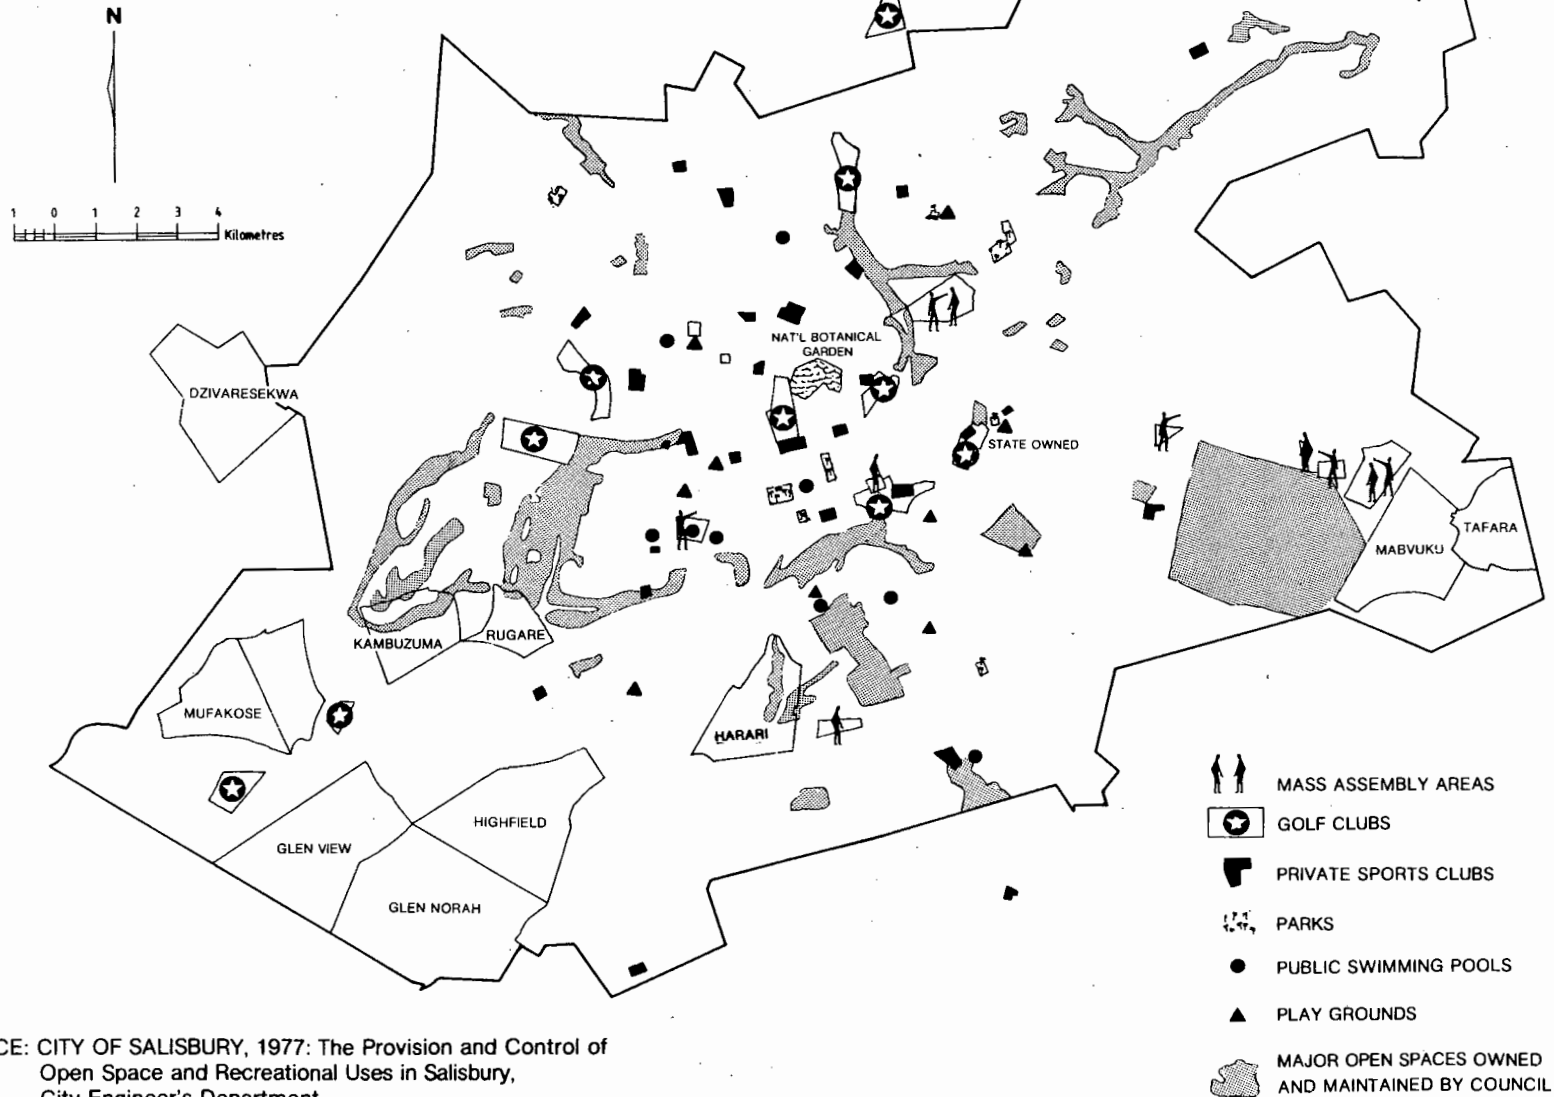 N
1 0 1 2 3 4
Kilometres
NAT'L BOTANICAL
GARDEN
DZIVARESEKWA
STATE OWNED
TAFARA
MABVUKU
KAMBUZUMA
RUGARE
MUFAKOSE
HARARI
HIGHFIELD
GLEN VIEW
GLEN NORAH
MASS ASSEMBLY AREAS
GOLF CLUBS
PRIVATE SPORTS CLUBS
PARKS
PUBLIC SWIMMING POOLS
PLAY GROUNDS
MAJOR OPEN SPACES OWNED
AND MAINTAINED BY COUNCIL
CE: CITY OF SALISBURY, 1977: The Provision and Control of
Open Space and Recreational Uses in Salisbury,
City Engineer's Department